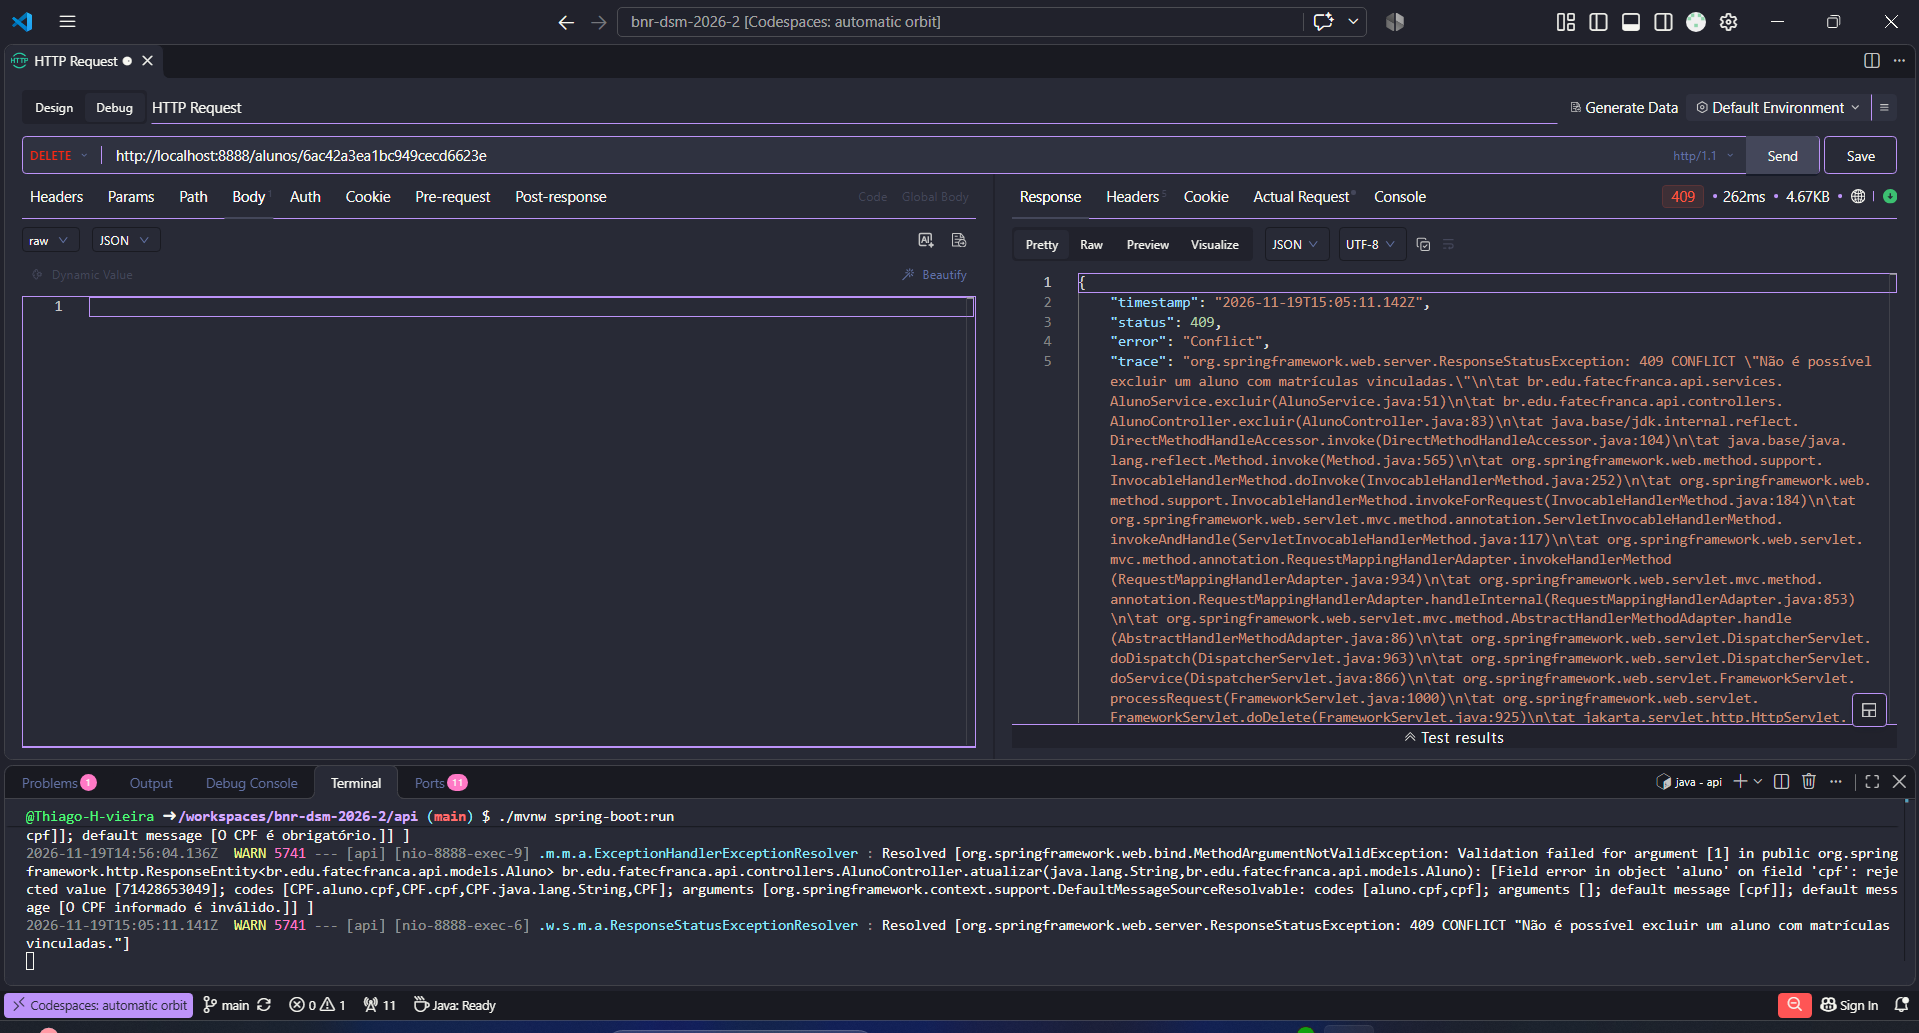 bnr-dsm-2026-2 [Codespaces: automatic orbit]
HTTP Request
Design Debug HTTP Request
Generate Data Default Environment
DELETE http://localhost:8888/alunos/6ac42a3ea1bc949cecd6623e http/1.1 Send Save
Headers Params Path Body 1 Auth Cookie Pre-request Post-response Code Global Body
Response Headers 5 Cookie Actual Request Console 409 • 262ms • 4.67KB
raw JSON
Pretty Raw Preview Visualize JSON UTF-8
Dynamic Value Beautify
1
1 {
2 "timestamp": "2026-11-19T15:05:11.142Z",
3 "status": 409,
4 "error": "Conflict",
5 "trace": "org.springframework.web.server.ResponseStatusException: 409 CONFLICT \"Não é possível
excluir um aluno com matrículas vinculadas.\"\n\tat br.edu.fatecfranca.api.services.
AlunoService.excluir(AlunoService.java:51)\n\tat br.edu.fatecfranca.api.controllers.
AlunoController.excluir(AlunoController.java:83)\n\tat java.base/jdk.internal.reflect.
DirectMethodHandleAccessor.invoke(DirectMethodHandleAccessor.java:104)\n\tat java.base/java.
lang.reflect.Method.invoke(Method.java:565)\n\tat org.springframework.web.method.support.
InvocableHandlerMethod.doInvoke(InvocableHandlerMethod.java:252)\n\tat org.springframework.web.
method.support.InvocableHandlerMethod.invokeForRequest(InvocableHandlerMethod.java:184)\n\tat
org.springframework.web.servlet.mvc.method.annotation.ServletInvocableHandlerMethod.
invokeAndHandle(ServletInvocableHandlerMethod.java:117)\n\tat org.springframework.web.servlet.
mvc.method.annotation.RequestMappingHandlerAdapter.invokeHandlerMethod
(RequestMappingHandlerAdapter.java:934)\n\tat org.springframework.web.servlet.mvc.method.
annotation.RequestMappingHandlerAdapter.handleInternal(RequestMappingHandlerAdapter.java:853)
\n\tat org.springframework.web.servlet.mvc.method.AbstractHandlerMethodAdapter.handle
(AbstractHandlerMethodAdapter.java:86)\n\tat org.springframework.web.servlet.DispatcherServlet.
doDispatch(DispatcherServlet.java:963)\n\tat org.springframework.web.servlet.DispatcherServlet.
doService(DispatcherServlet.java:866)\n\tat org.springframework.web.servlet.FrameworkServlet.
processRequest(FrameworkServlet.java:1000)\n\tat org.springframework.web.servlet.
FrameworkServlet.doDelete(FrameworkServlet.java:925)\n\tat jakarta.servlet.http.HttpServlet.
Test results
Problems 1 Output Debug Console Terminal Ports 11 java - api
@Thiago-H-vieira ➜/workspaces/bnr-dsm-2026-2/api (main) $ ./mvnw spring-boot:run
cpf]]; default message [O CPF é obrigatório.]] ]
2026-11-19T14:56:04.136Z WARN 5741 --- [api] [nio-8888-exec-9] .m.m.a.ExceptionHandlerExceptionResolver : Resolved [org.springframework.web.bind.MethodArgumentNotValidException: Validation failed for argument [1] in public org.spring
framework.http.ResponseEntity<br.edu.fatecfranca.api.models.Aluno> br.edu.fatecfranca.api.controllers.AlunoController.atualizar(java.lang.String,br.edu.fatecfranca.api.models.Aluno): [Field error in object 'aluno' on field 'cpf': reje
cted value [71428653049]; codes [CPF.aluno.cpf,CPF.cpf,CPF.java.lang.String,CPF]; arguments [org.springframework.context.support.DefaultMessageSourceResolvable: codes [aluno.cpf,cpf]; arguments []; default message [cpf]]; default mess
age [O CPF informado é inválido.]] ]
2026-11-19T15:05:11.141Z WARN 5741 --- [api] [nio-8888-exec-6] .w.s.m.a.ResponseStatusExceptionResolver : Resolved [org.springframework.web.server.ResponseStatusException: 409 CONFLICT "Não é possível excluir um aluno com matrículas
vinculadas."]
Codespaces: automatic orbit main 0 1 11 Java: Ready Sign In